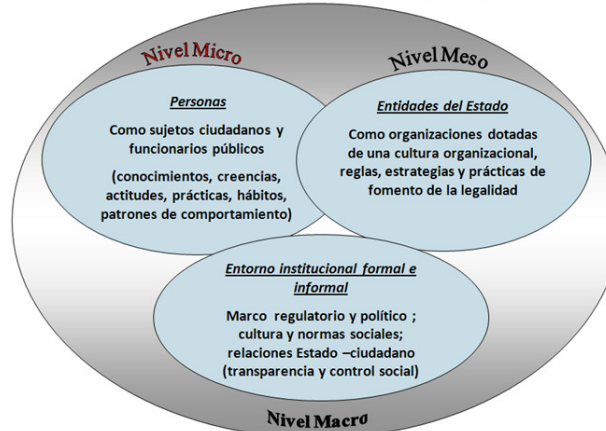 Nivel Micro
Personas
Como sujetos ciudadanos y
funcionarios públicos
(conocimientos, creencias,
actitudes, prácticas, hábitos,
patrones de comportamiento)
Nivel Meso
Entidades del Estado
Como organizaciones dotadas
de una cultura organizacional,
reglas, estrategias y prácticas de
fomento de la legalidad
Entorno institucional formal e
informal
Marco regulatorio y político ;
cultura y normas sociales;
relaciones Estado –ciudadano
(transparencia y control social)
Nivel Macro